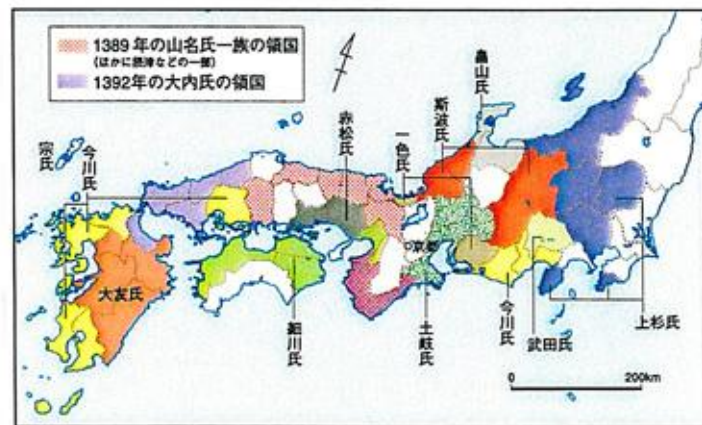 1389年の山名氏一族の領国
(ほかに摂津などの一部)
1392年の大内氏の領国
畠山氏
斯波氏
一色氏
赤松氏
今川氏
宗氏
大友氏
京都
細川氏
土岐氏
今川氏
武田氏
上杉氏
0
200km